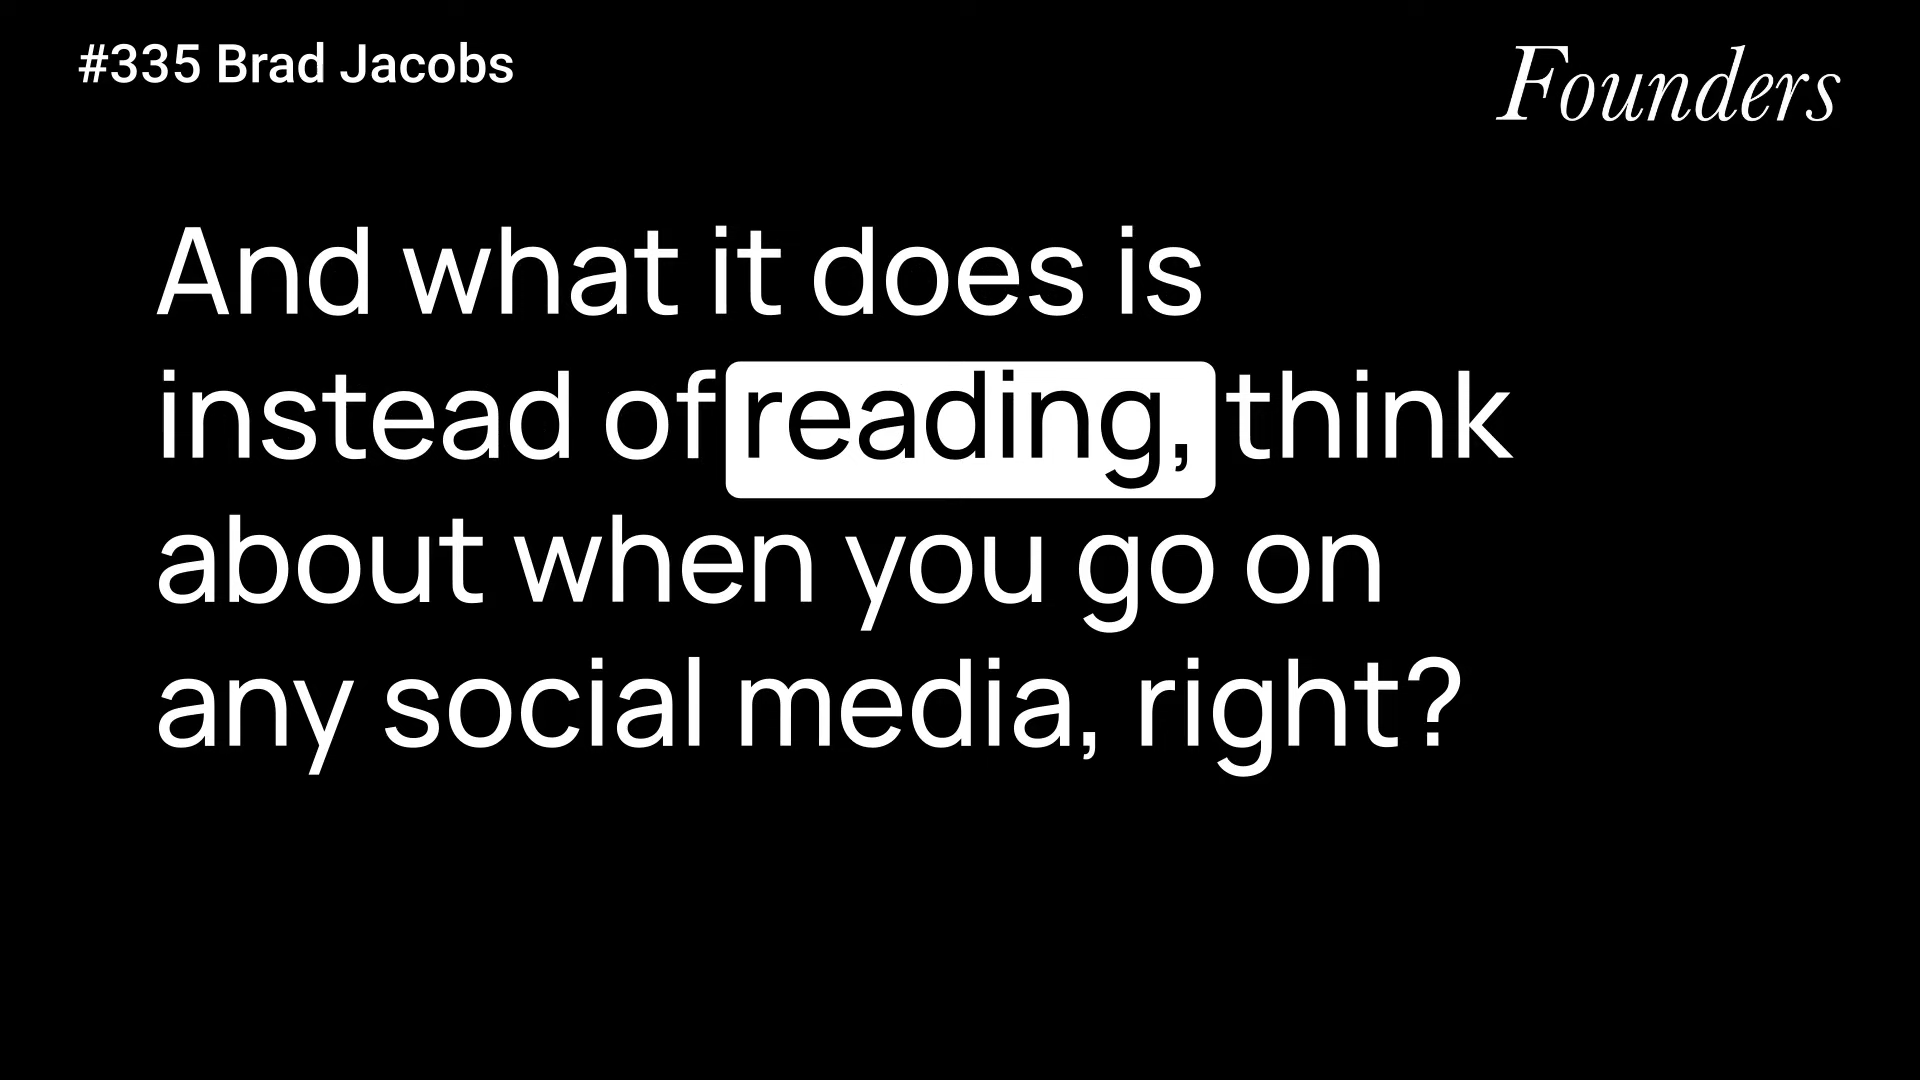 #335 Brad Jacobs
Founders
And what it does is
instead of reading, think
about when you go on
any social media, right?